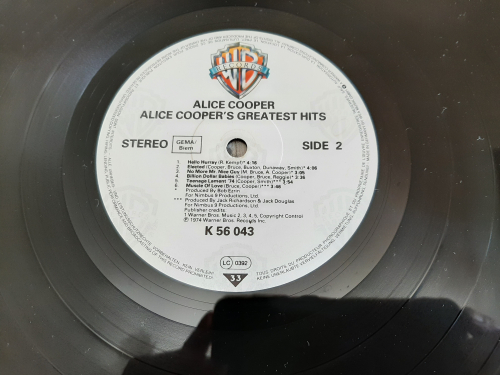 WB
RECORDS
ALICE COOPER
ALICE COOPER'S GREATEST HITS
STEREO
GEMA/
Biem
SIDE 2
1. Hello Hurray (R. Kemp)* 4:16
2. Elected (Cooper, Bruce, Buxton, Dunaway, Smith)* 4:06
3. No More Mr. Nice Guy (M. Bruce, A. Cooper)* 3:05
4. Billion Dollar Babies (Cooper, Bruce, Reggie)* 3:36
5. Teenage Lament '74 (Cooper, Smith)*** 3:54
6. Muscle Of Love (Bruce, Cooper)*** 3:46
Produced by Bob Ezrin
For Nimbus 9 Productions, Ltd.
Produced by Jack Richardson & Jack Douglas
For Nimbus 9 Productions, Ltd.
Publisher credits:
1 Warner Bros. Music 2, 3, 4, 5, Copyright Control
℗ 1974 Warner Bros. Records Inc.
K 56 043
LC 0392
33